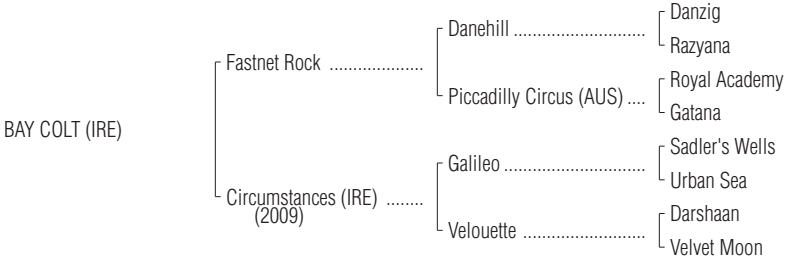 Danzig
Danehill ..............................
Razyana
Fastnet Rock .....................
Royal Academy
Piccadilly Circus (AUS) ....
Gatana
BAY COLT (IRE)
Sadler's Wells
Galileo ................................
Urban Sea
Circumstances (IRE) ........
(2009)
Darshaan
Velouette ...........................
Velvet Moon